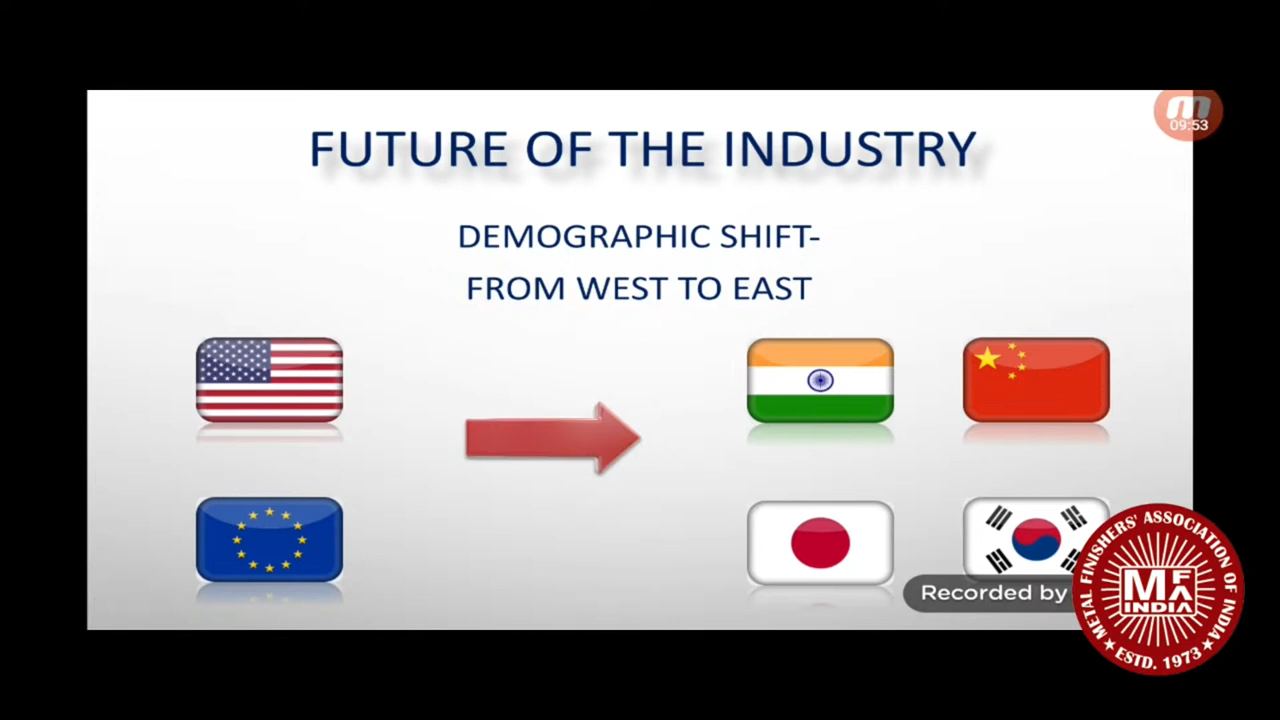 09:53
FUTURE OF THE INDUSTRY
DEMOGRAPHIC SHIFT-
FROM WEST TO EAST
Recorded by
METAL FINISHERS' ASSOCIATION OF INDIA
MFA
INDIA
★ ESTD. 1973 ★